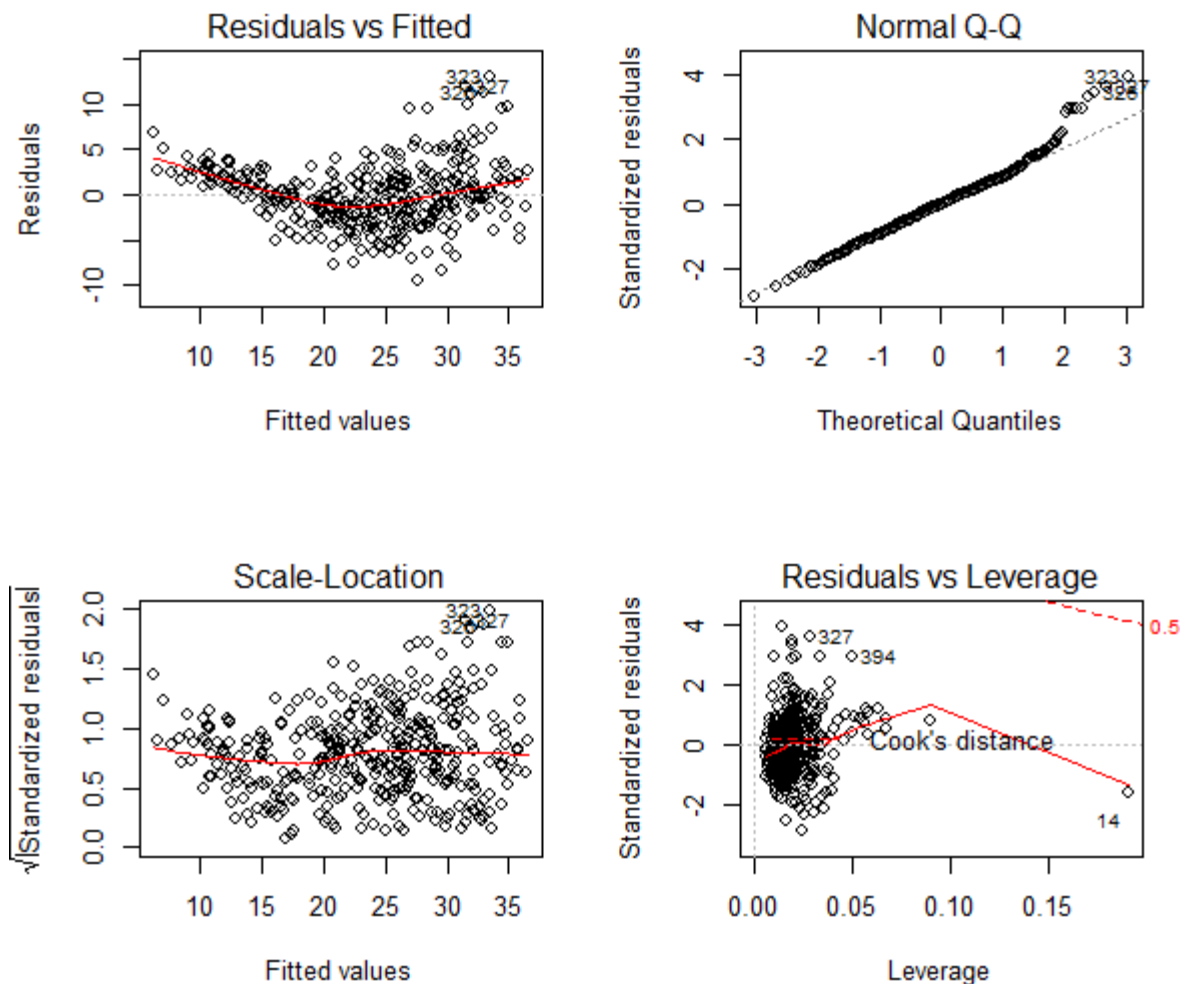 Residuals vs Fitted
Residuals
-10
0
5
10
323
326
327
10 15 20 25 30 35
Fitted values
Normal Q-Q
Standardized residuals
-2
0
2
4
323
327
326
-3 -2 -1 0 1 2 3
Theoretical Quantiles
Scale-Location
√|Standardized residuals|
0.0
0.5
1.0
1.5
2.0
323
326
327
10 15 20 25 30 35
Fitted values
Residuals vs Leverage
Standardized residuals
-2
0
2
4
327
394
Cook's distance
14
0.5
0.00 0.05 0.10 0.15
Leverage